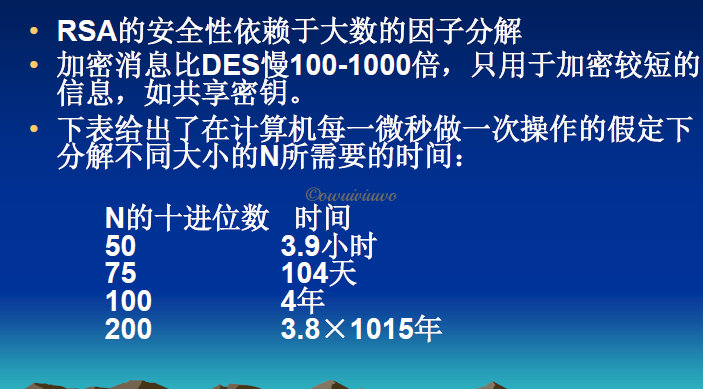 • RSA的安全性依赖于大数的因子分解
• 加密消息比DES慢100-1000倍，只用于加密较短的
信息，如共享密钥。
• 下表给出了在计算机每一微秒做一次操作的假定下
分解不同大小的N所需要的时间：
©owuiviuwo
N的十进位数 时间
50 3.9小时
75 104天
100 4年
200 3.8×1015年